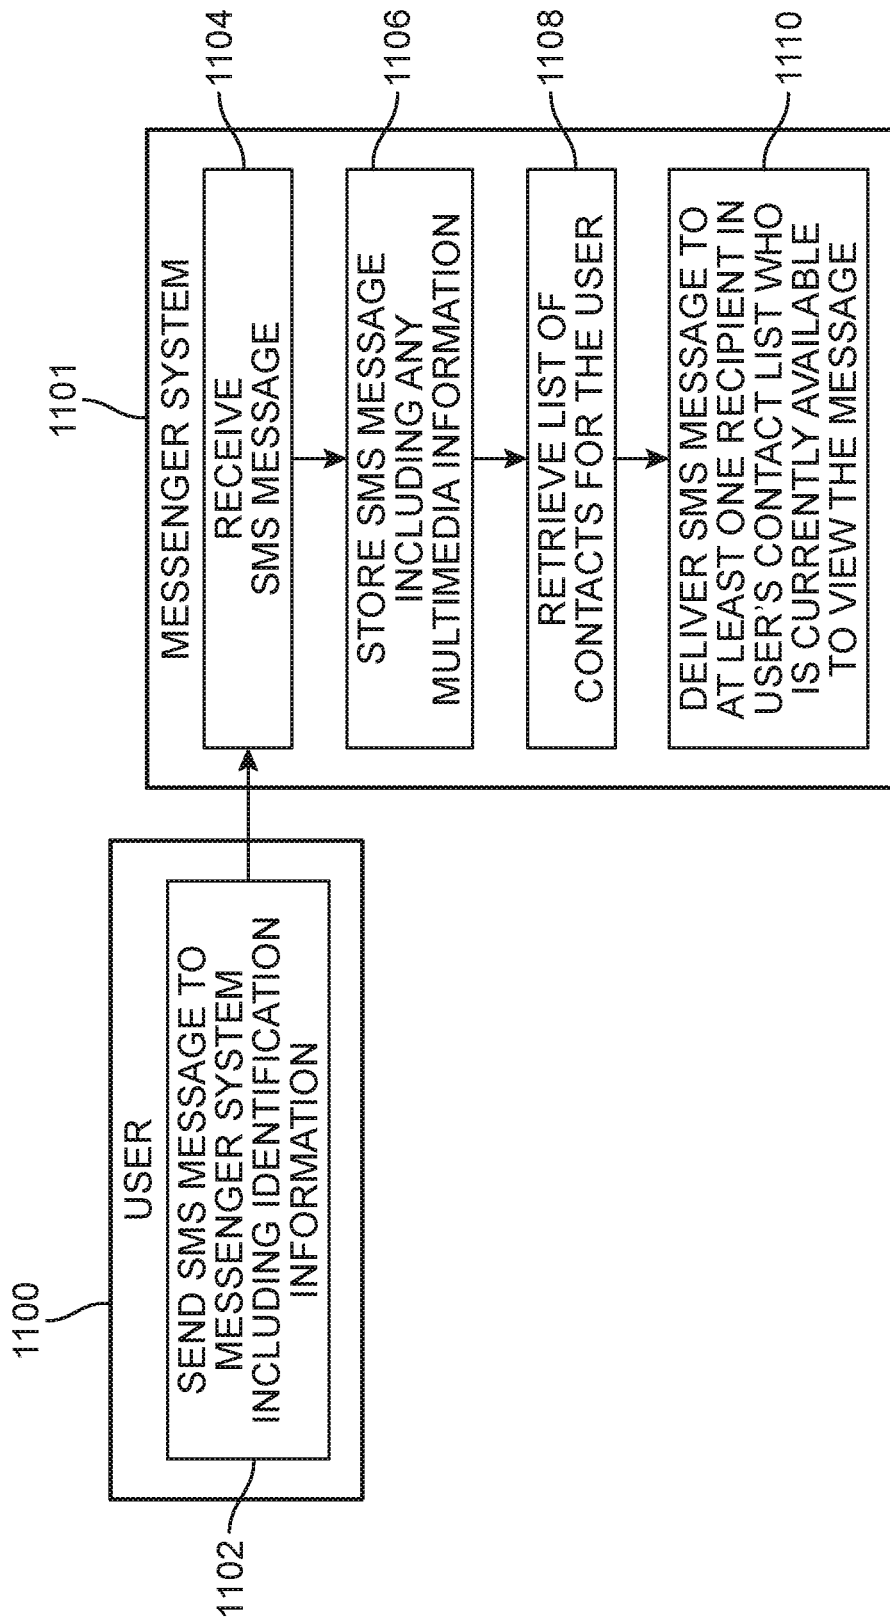 1100
USER
SEND SMS MESSAGE TO
MESSENGER SYSTEM
INCLUDING IDENTIFICATION
INFORMATION
1102
1101
MESSENGER SYSTEM
RECEIVE
SMS MESSAGE
1104
STORE SMS MESSAGE
INCLUDING ANY
MULTIMEDIA INFORMATION
1106
RETRIEVE LIST OF
CONTACTS FOR THE USER
1108
DELIVER SMS MESSAGE TO
AT LEAST ONE RECIPIENT IN
USER'S CONTACT LIST WHO
IS CURRENTLY AVAILABLE
TO VIEW THE MESSAGE
1110